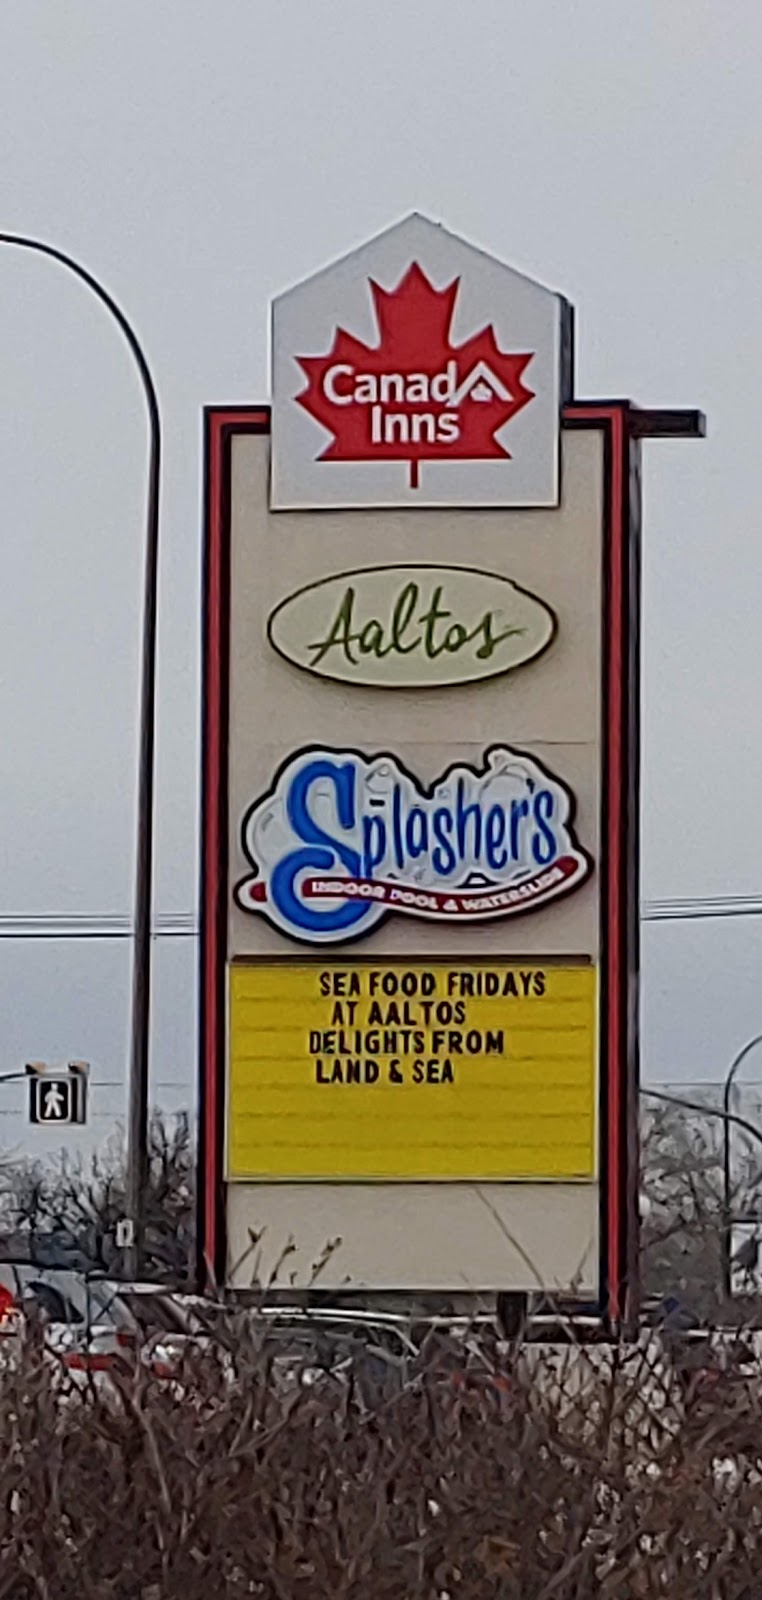 Canada
Inns
Aaltos
Splasher's
INDOOR POOL & WATERSLIDE
SEA FOOD FRIDAYS
AT AALTOS
DELIGHTS FROM
LAND & SEA